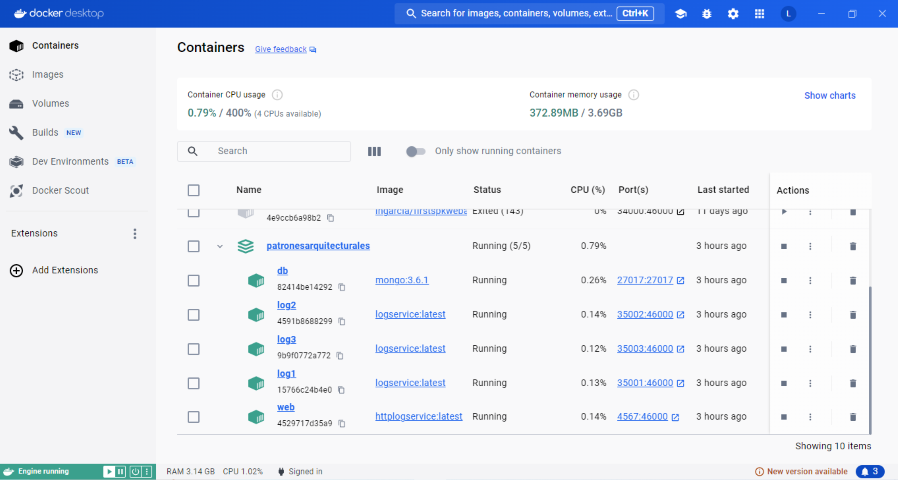 docker desktop
Search for images, containers, volumes, ext... Ctrl+K
L
Containers
Images
Volumes
Builds NEW
Dev Environments BETA
Docker Scout
Extensions
Add Extensions
Containers Give feedback
Container CPU usage
0.79% / 400% (4 CPUs available)
Container memory usage
372.89MB / 3.69GB
Show charts
Search
Only show running containers
Name Image Status CPU (%) Port(s) Last started Actions
4e9ccb6a98b2 Exited (143) 0% 34000:46000 11 days ago
patronesarquitecturales Running (5/5) 0.79% 3 hours ago
db
82414be14292 mongo:3.6.1 Running 0.26% 27017:27017 3 hours ago
log2
4591b8688299 logservice:latest Running 0.14% 35002:46000 3 hours ago
log3
9b9f0772a772 logservice:latest Running 0.12% 35003:46000 3 hours ago
log1
15766c24b4e0 logservice:latest Running 0.13% 35001:46000 3 hours ago
web
4529717d35a9 httplogservice:latest Running 0.14% 4567:46000 3 hours ago
Showing 10 items
Engine running
RAM 3.14 GB CPU 1.02% Signed in
New version available
3